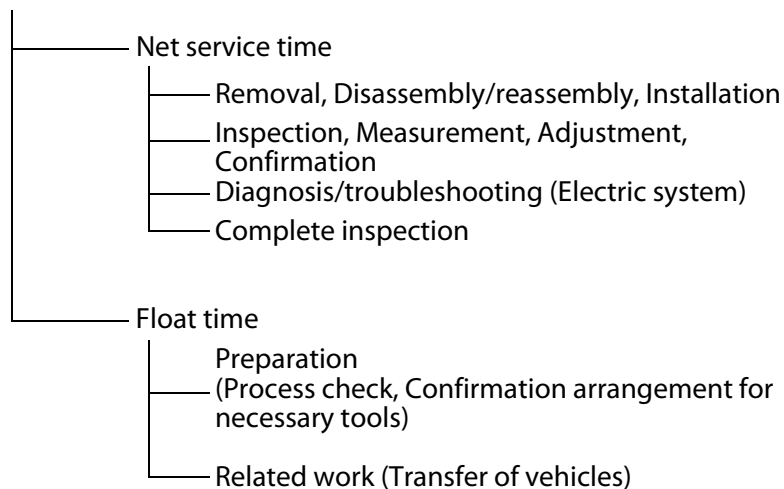 Net service time
Removal, Disassembly/reassembly, Installation
Inspection, Measurement, Adjustment,
Confirmation
Diagnosis/troubleshooting (Electric system)
Complete inspection
Float time
Preparation
(Process check, Confirmation arrangement for
necessary tools)
Related work (Transfer of vehicles)